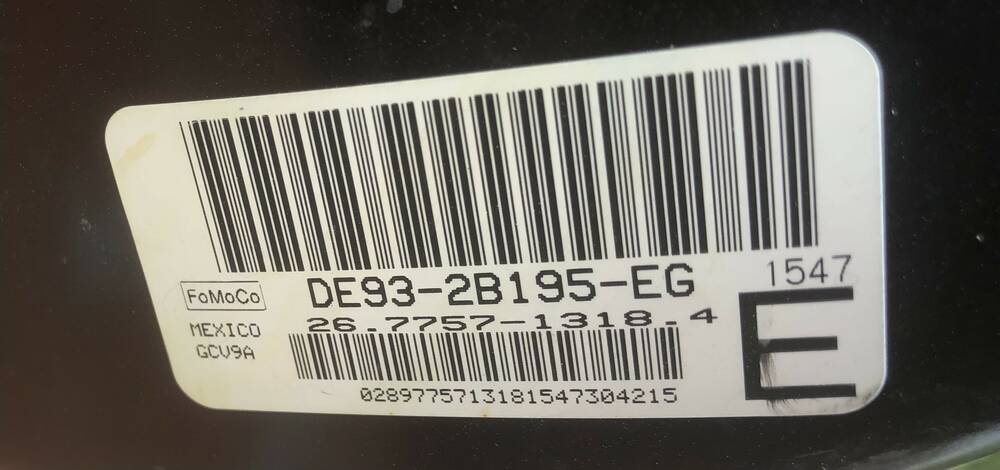 DE93-2B195-EG
1547
FoMoCo
26.7757-1318.4
E
MEXICO
GCV9A
0289775713181547304215